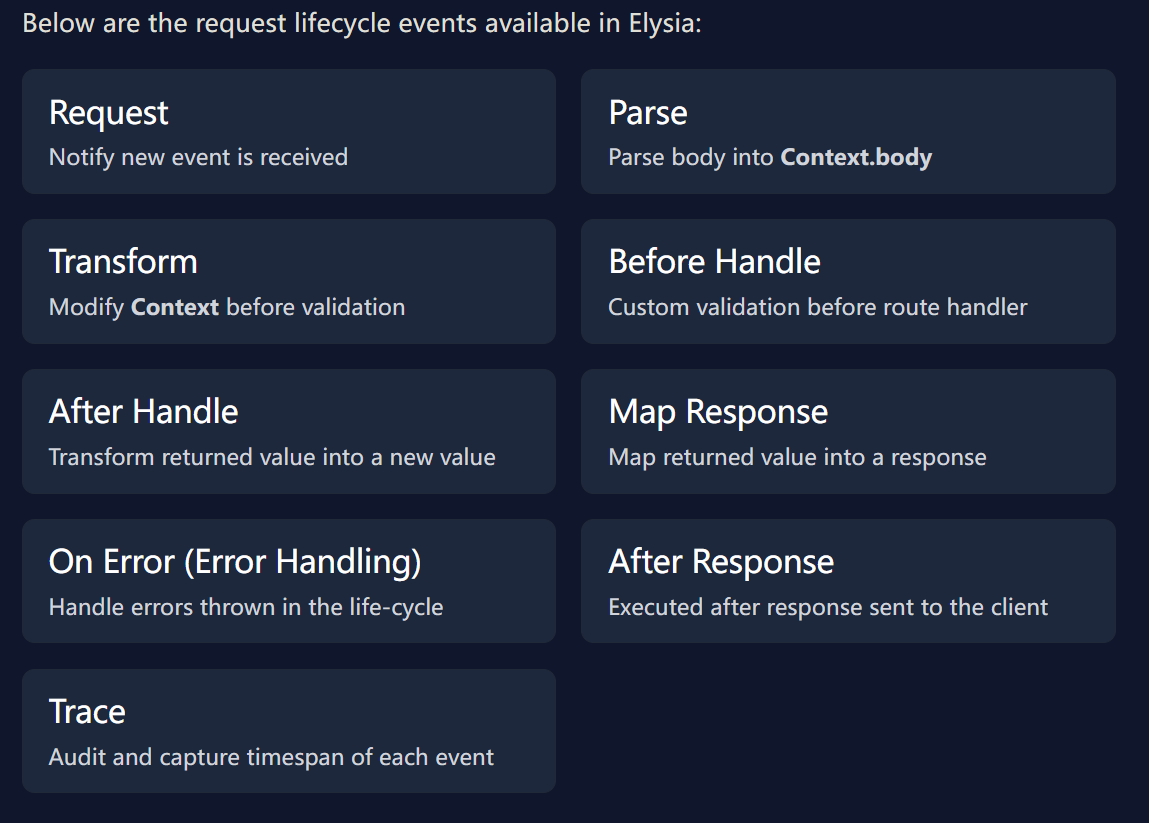 Below are the request lifecycle events available in Elysia:
Request
Notify new event is received
Parse
Parse body into Context.body
Transform
Modify Context before validation
Before Handle
Custom validation before route handler
After Handle
Transform returned value into a new value
Map Response
Map returned value into a response
On Error (Error Handling)
Handle errors thrown in the life-cycle
After Response
Executed after response sent to the client
Trace
Audit and capture timespan of each event